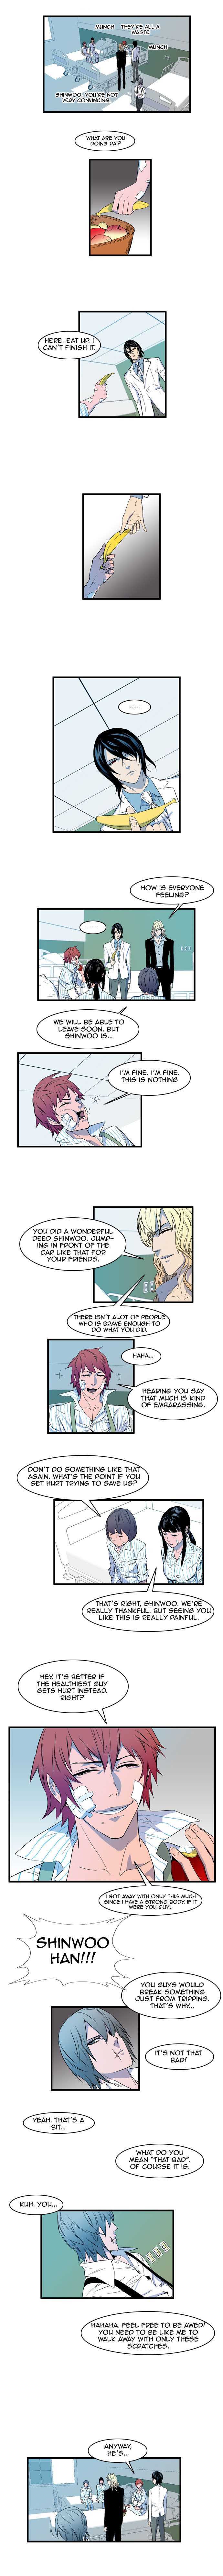 MUNCH
THEY'RE ALL A
WASTE
MUNCH
SHINWOO, YOU'RE NOT
VERY CONVINCING.
WHAT ARE YOU
DOING RAI?
HERE. EAT UP. I
CAN'T FINISH IT.
......
HOW IS EVERYONE
FEELING?
......
WE WILL BE ABLE TO
LEAVE SOON. BUT
SHINWOO IS...
I'M FINE. I'M FINE.
THIS IS NOTHING
YOU DID A WONDERFUL
DEED SHINWOO. JUMP-
ING IN FRONT OF THE
CAR LIKE THAT FOR
YOUR FRIENDS.
THERE ISN'T ALOT OF PEOPLE
WHO IS BRAVE ENOUGH TO
DO WHAT YOU DID.
HAHA...
HEARING YOU SAY
THAT MUCH IS KIND
OF EMBARASSING.
DON'T DO SOMETHING LIKE THAT
AGAIN. WHAT'S THE POINT IF YOU
GET HURT TRYING TO SAVE US?
THAT'S RIGHT, SHINWOO. WE'RE
REALLY THANKFUL. BUT SEEING YOU
LIKE THIS IS REALLY PAINFUL.
HEY. IT'S BETTER IF
THE HEALTHIEST GUY
GETS HURT INSTEAD.
RIGHT?
I GOT AWAY WITH ONLY THIS MUCH
SINCE I HAVE A STRONG BODY. IF IT
WERE YOU GUY...
SHINWOO
HAN!!!
YOU GUYS WOULD
BREAK SOMETHING
JUST FROM TRIPPING.
THAT'S WHY...
IT'S NOT THAT
BAD!
YEAH. THAT'S A
BIT...
WHAT DO YOU
MEAN "THAT BAD".
OF COURSE IT IS.
KUH. YOU...
HAHAHA. FEEL FREE TO BE AWED!
YOU NEED TO BE LIKE ME TO
WALK AWAY WITH ONLY THESE
SCRATCHES.
ANYWAY,
HE'S...